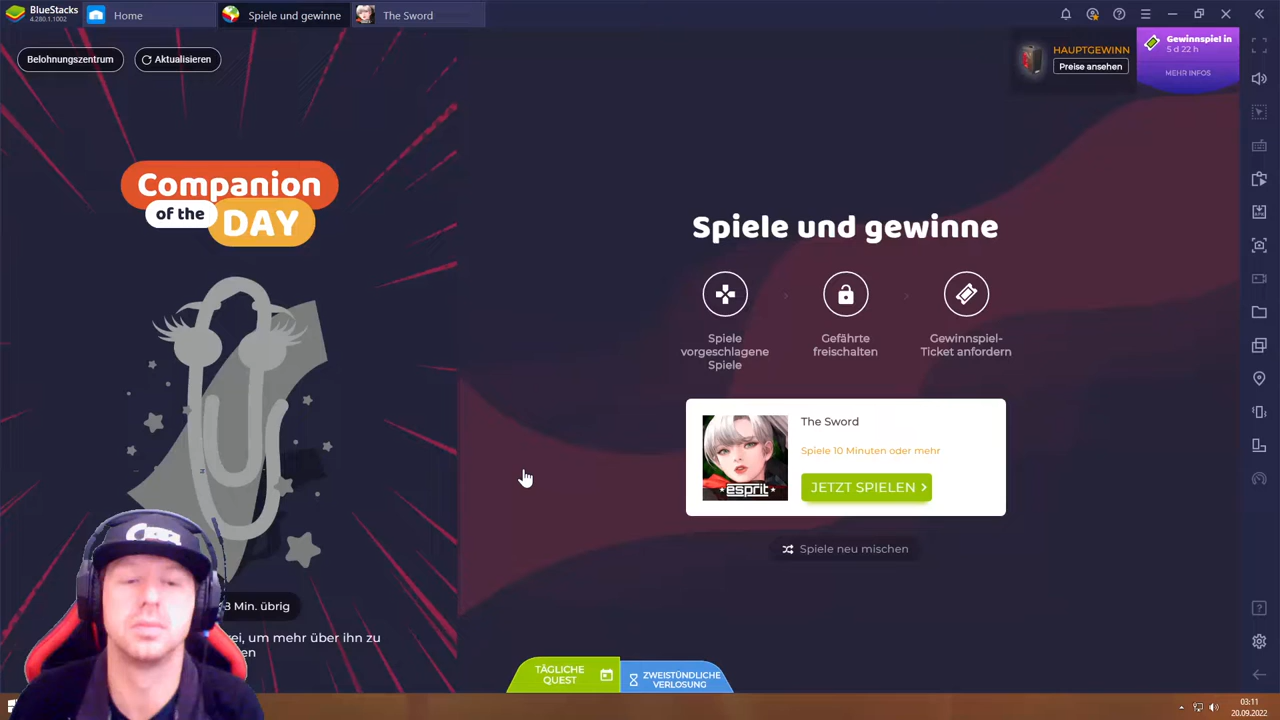 BlueStacks
4.280.1.1002
Home
Spiele und gewinne
The Sword
Belohnungszentrum
Aktualisieren
HAUPTGEWINN
Preise ansehen
Gewinnspiel in
5 d 22 h
MEHR INFOS
Companion
of the
DAY
Spiele und gewinne
Spiele
vorgeschlagene
Spiele
Gefährte
freischalten
Gewinnspiel-
Ticket anfordern
The Sword
Spiele 10 Minuten oder mehr
esprit
JETZT SPIELEN
Spiele neu mischen
8 Min. übrig
ei, um mehr über ihn zu
en
TÄGLICHE
QUEST
ZWEISTÜNDLICHE
VERLOSUNG
03:11
20.09.2022